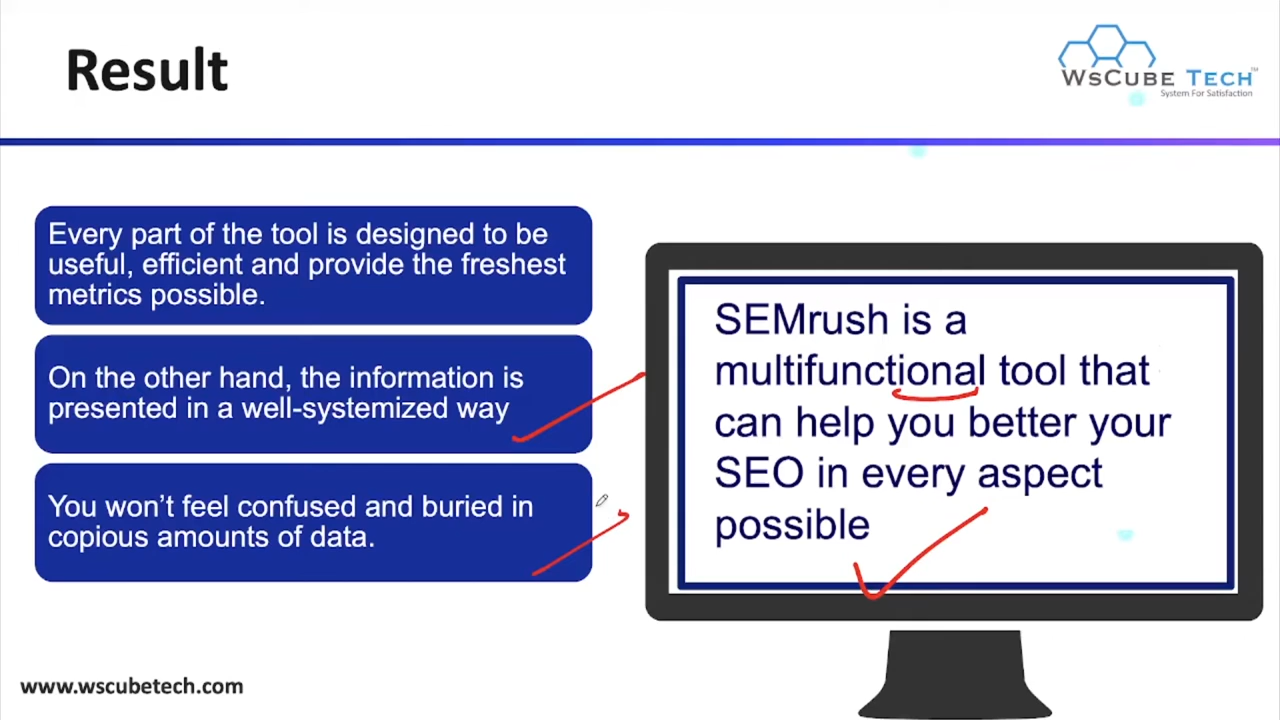 Result
WsCube Tech™
System For Satisfaction
Every part of the tool is designed to be
useful, efficient and provide the freshest
metrics possible.
On the other hand, the information is
presented in a well-systemized way
You won’t feel confused and buried in
copious amounts of data.
SEMrush is a
multifunctional tool that
can help you better your
SEO in every aspect
possible
www.wscubetech.com